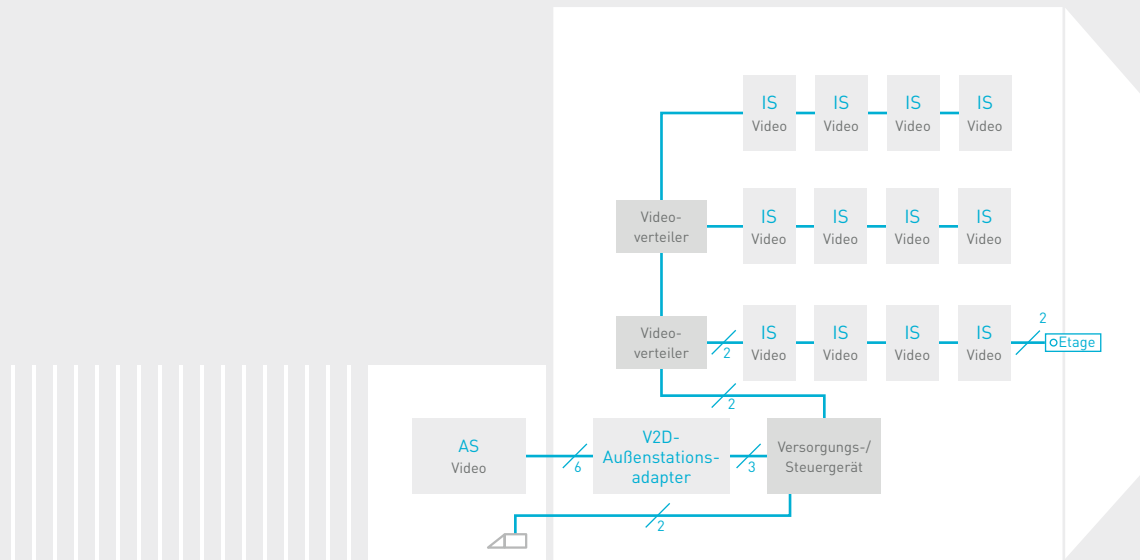 IS
Video
IS
Video
IS
Video
IS
Video
Video-
verteiler
IS
Video
IS
Video
IS
Video
IS
Video
Video-
verteiler
2
IS
Video
IS
Video
IS
Video
IS
Video
2
Etage
2
AS
Video
6
V2D-
Außenstations-
adapter
3
Versorgungs-/
Steuergerät
2